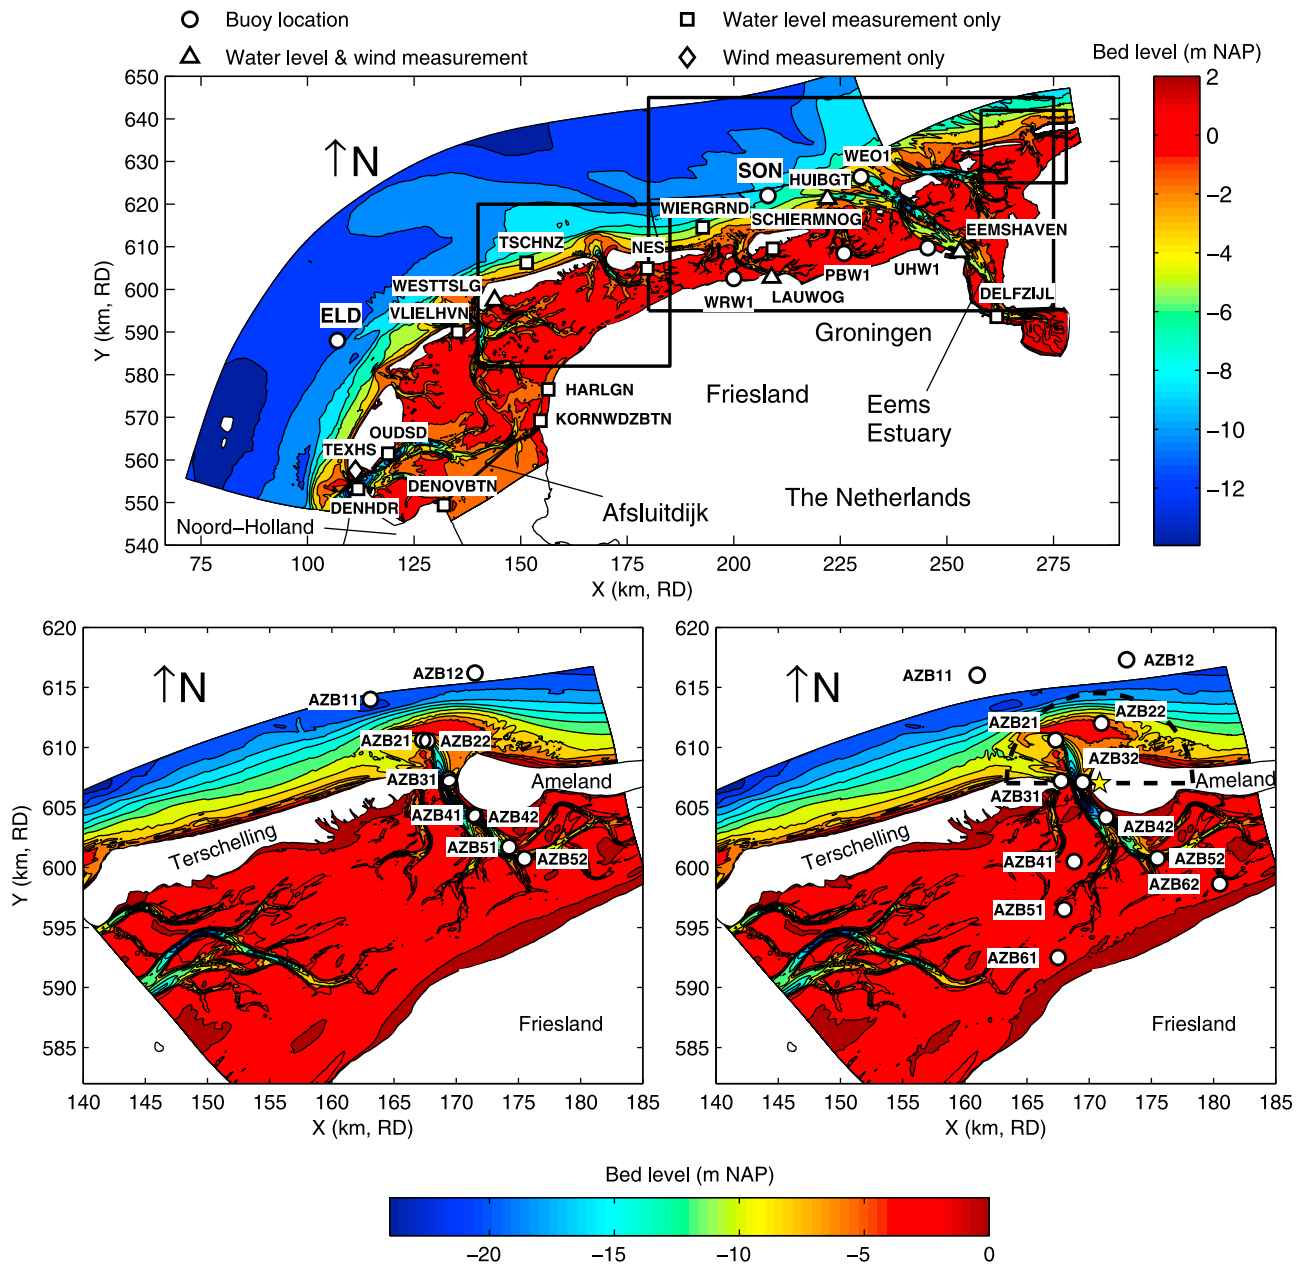 Buoy location
Water level measurement only
Water level & wind measurement
Wind measurement only
Bed level (m NAP)
650
640
630
620
610
600
590
580
570
560
550
540
Y (km, RD)
↑N
WEO1
SON
HUIBGT
WIERGRND
SCHIERMNOG
EEMSHAVEN
TSCHNZ
NES
PBW1
UHW1
WESTTSLG
WRW1
LAUWOG
DELFZIJL
VLIELHVN
ELD
Groningen
HARLGN
Friesland
KORNWDZBTN
Eems
Estuary
OUDSD
TEXHS
DENOVBTN
The Netherlands
DENHDR
Afsluitdijk
Noord–Holland
75
100
125
150
175
200
225
250
275
X (km, RD)
2
0
−2
−4
−6
−8
−10
−12
620
615
610
605
600
595
590
585
Y (km, RD)
↑N
AZB12
AZB11
AZB21
AZB22
AZB31
Ameland
AZB41
AZB42
Terschelling
AZB51
AZB52
Friesland
140
145
150
155
160
165
170
175
180
185
X (km, RD)
620
615
610
605
600
595
590
585
Y (km, RD)
↑N
AZB11
AZB12
AZB21
AZB22
AZB32
AZB31
Ameland
AZB42
Terschelling
AZB41
AZB52
AZB62
AZB51
AZB61
Friesland
140
145
150
155
160
165
170
175
180
185
X (km, RD)
Bed level (m NAP)
−20
−15
−10
−5
0